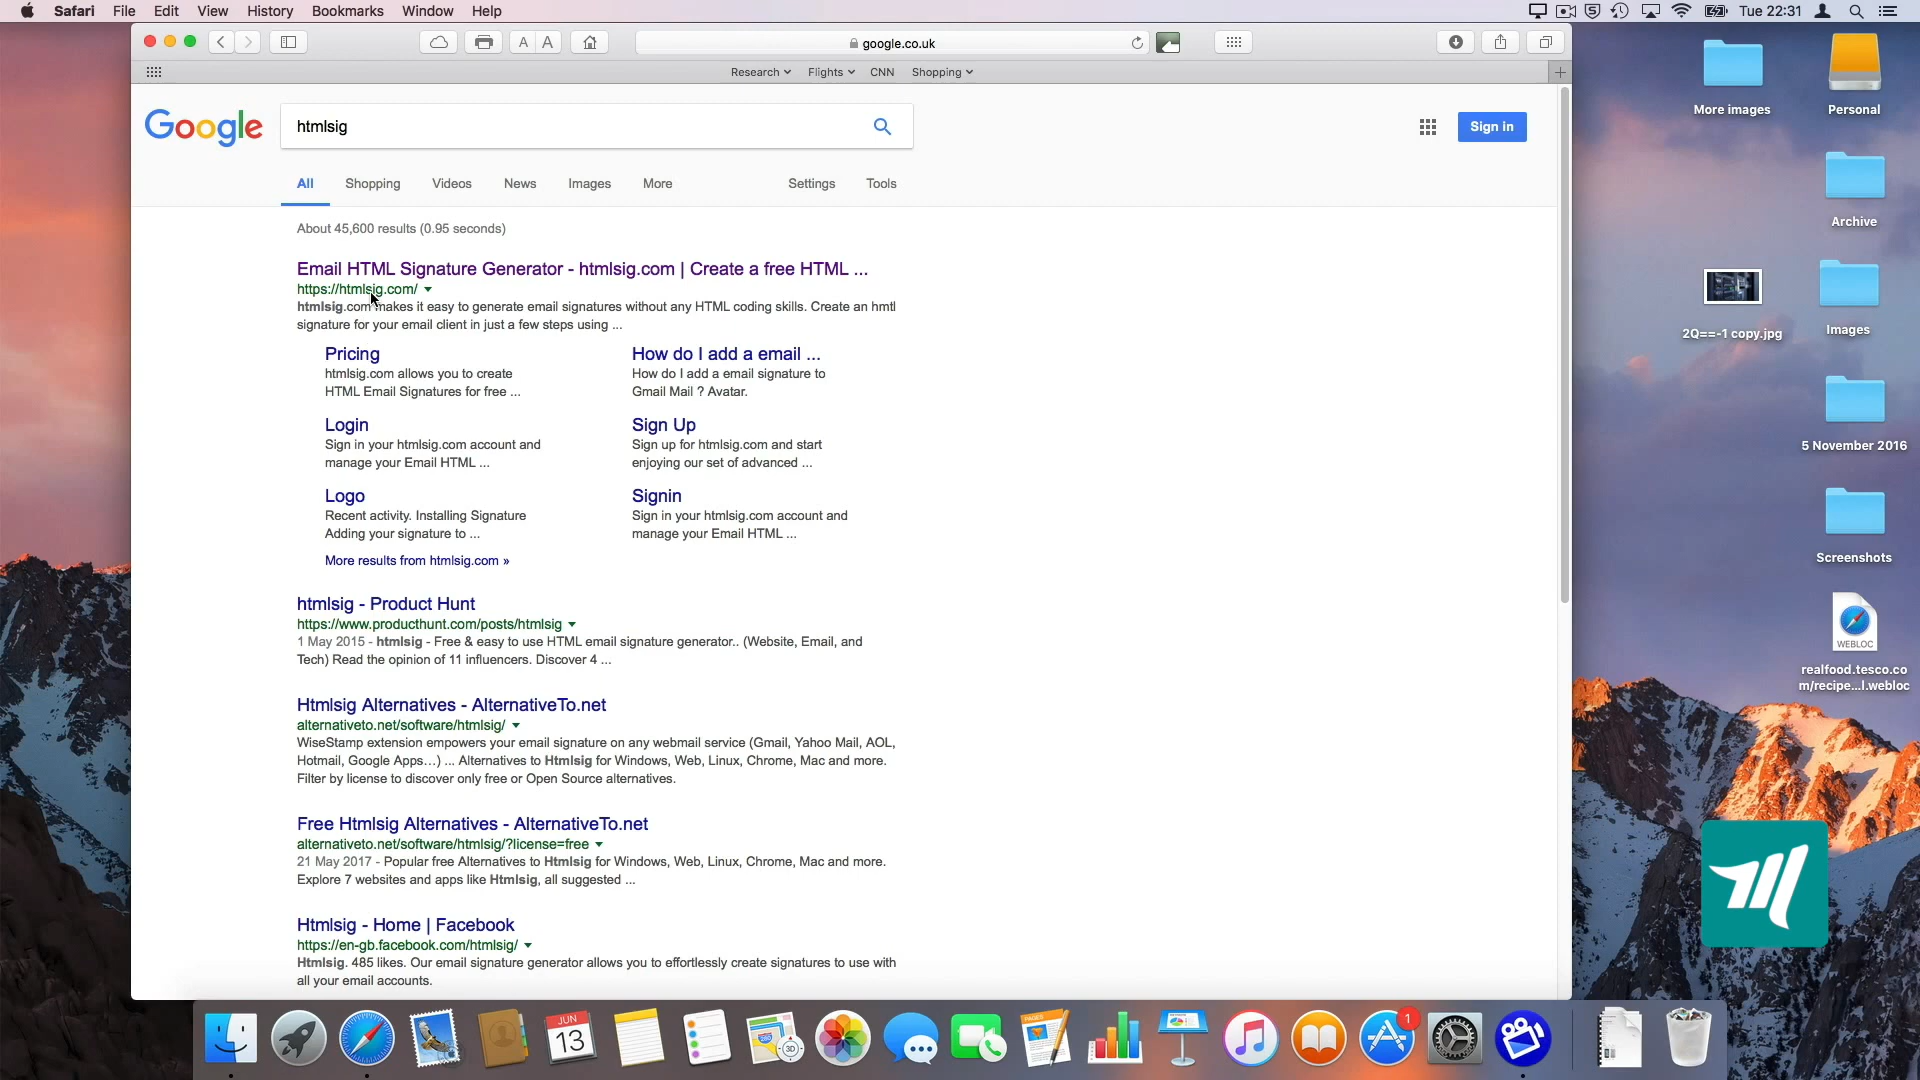 Safari File Edit View History Bookmarks Window Help Tue 22:31
A A google.co.uk
Research Flights CNN Shopping
Google htmlsig Sign in
All Shopping Videos News Images More Settings Tools
About 45,600 results (0.95 seconds)
Email HTML Signature Generator - htmlsig.com | Create a free HTML ...
https://htmlsig.com/
htmlsig.com makes it easy to generate email signatures without any HTML coding skills. Create an hmtl
signature for your email client in just a few steps using ...
Pricing
htmlsig.com allows you to create
HTML Email Signatures for free ...
How do I add a email ...
How do I add a email signature to
Gmail Mail ? Avatar.
Login
Sign in your htmlsig.com account and
manage your Email HTML ...
Sign Up
Sign up for htmlsig.com and start
enjoying our set of advanced ...
Logo
Recent activity. Installing Signature
Adding your signature to ...
Signin
Sign in your htmlsig.com account and
manage your Email HTML ...
More results from htmlsig.com »
htmlsig - Product Hunt
https://www.producthunt.com/posts/htmlsig
1 May 2015 - htmlsig - Free & easy to use HTML email signature generator.. (Website, Email, and
Tech) Read the opinion of 11 influencers. Discover 4 ...
Htmlsig Alternatives - AlternativeTo.net
alternativeto.net/software/htmlsig/
WiseStamp extension empowers your email signature on any webmail service (Gmail, Yahoo Mail, AOL,
Hotmail, Google Apps…) ... Alternatives to Htmlsig for Windows, Web, Linux, Chrome, Mac and more.
Filter by license to discover only free or Open Source alternatives.
Free Htmlsig Alternatives - AlternativeTo.net
alternativeto.net/software/htmlsig/?license=free
21 May 2017 - Popular free Alternatives to Htmlsig for Windows, Web, Linux, Chrome, Mac and more.
Explore 7 websites and apps like Htmlsig, all suggested ...
Htmlsig - Home | Facebook
https://en-gb.facebook.com/htmlsig/
Htmlsig. 485 likes. Our email signature generator allows you to effortlessly create signatures to use with
all your email accounts.
More images
Personal
Archive
2Q==-1 copy.jpg
Images
5 November 2016
Screenshots
WEBLOC
realfood.tesco.co
m/recipe...l.webloc
JUN
13
280
3D
PAGES
1